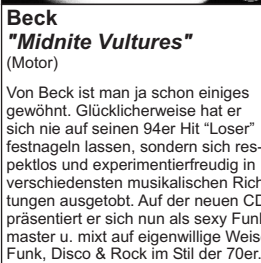 Beck
"Midnite Vultures"
(Motor)
Von Beck ist man ja schon einiges
gewöhnt. Glücklicherweise hat er
sich nie auf seinen 94er Hit “Loser”
festnageln lassen, sondern sich res-
pektlos und experimentierfreudig in
verschiedensten musikalischen Rich
tungen ausgetobt. Auf der neuen CD
präsentiert er sich nun als sexy Funk
master u. mixt auf eigenwillige Weis
Funk, Disco & Rock im Stil der 70er.